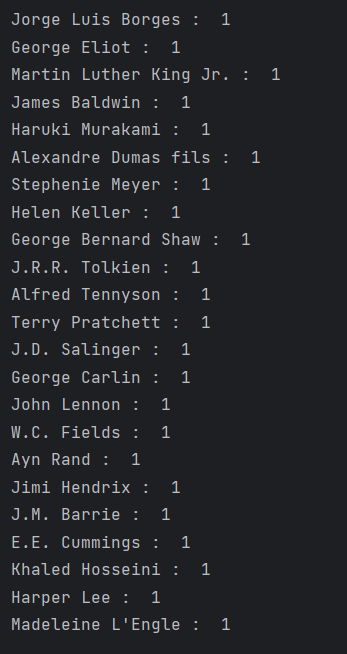 Jorge Luis Borges :  1
George Eliot :  1
Martin Luther King Jr. :  1
James Baldwin :  1
Haruki Murakami :  1
Alexandre Dumas fils :  1
Stephenie Meyer :  1
Helen Keller :  1
George Bernard Shaw :  1
J.R.R. Tolkien :  1
Alfred Tennyson :  1
Terry Pratchett :  1
J.D. Salinger :  1
George Carlin :  1
John Lennon :  1
W.C. Fields :  1
Ayn Rand :  1
Jimi Hendrix :  1
J.M. Barrie :  1
E.E. Cummings :  1
Khaled Hosseini :  1
Harper Lee :  1
Madeleine L'Engle :  1